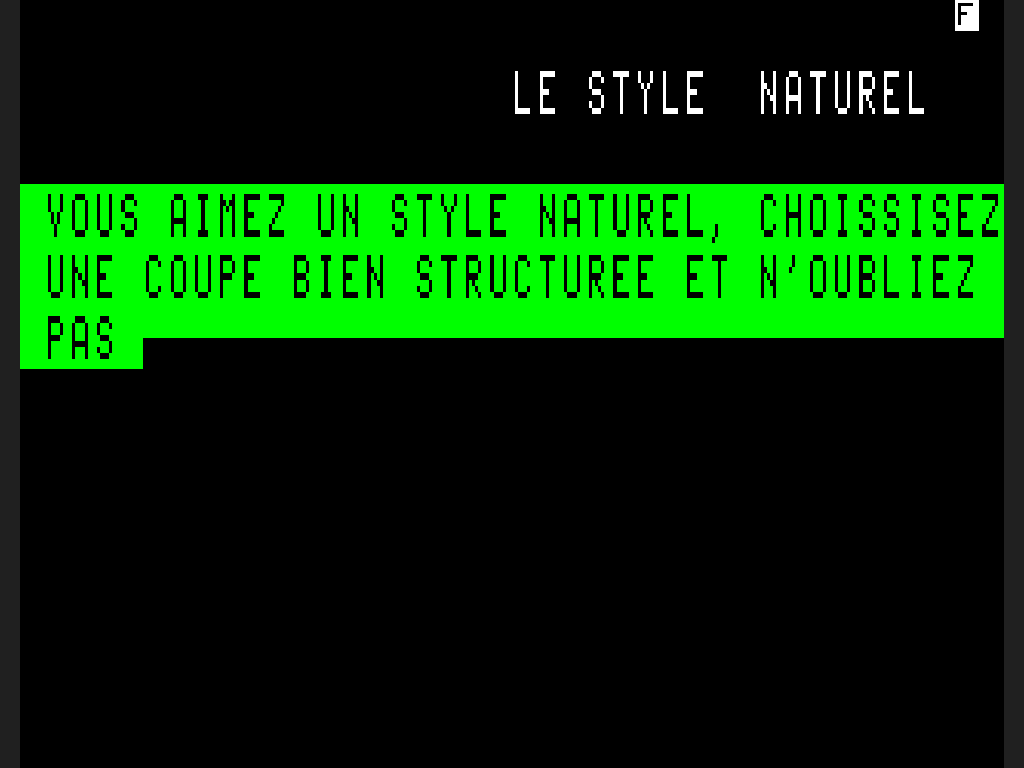 F
LE STYLE  NATUREL
VOUS AIMEZ UN STYLE NATUREL, CHOISSISEZ
UNE COUPE BIEN STRUCTUREE ET N'OUBLIEZ
PAS